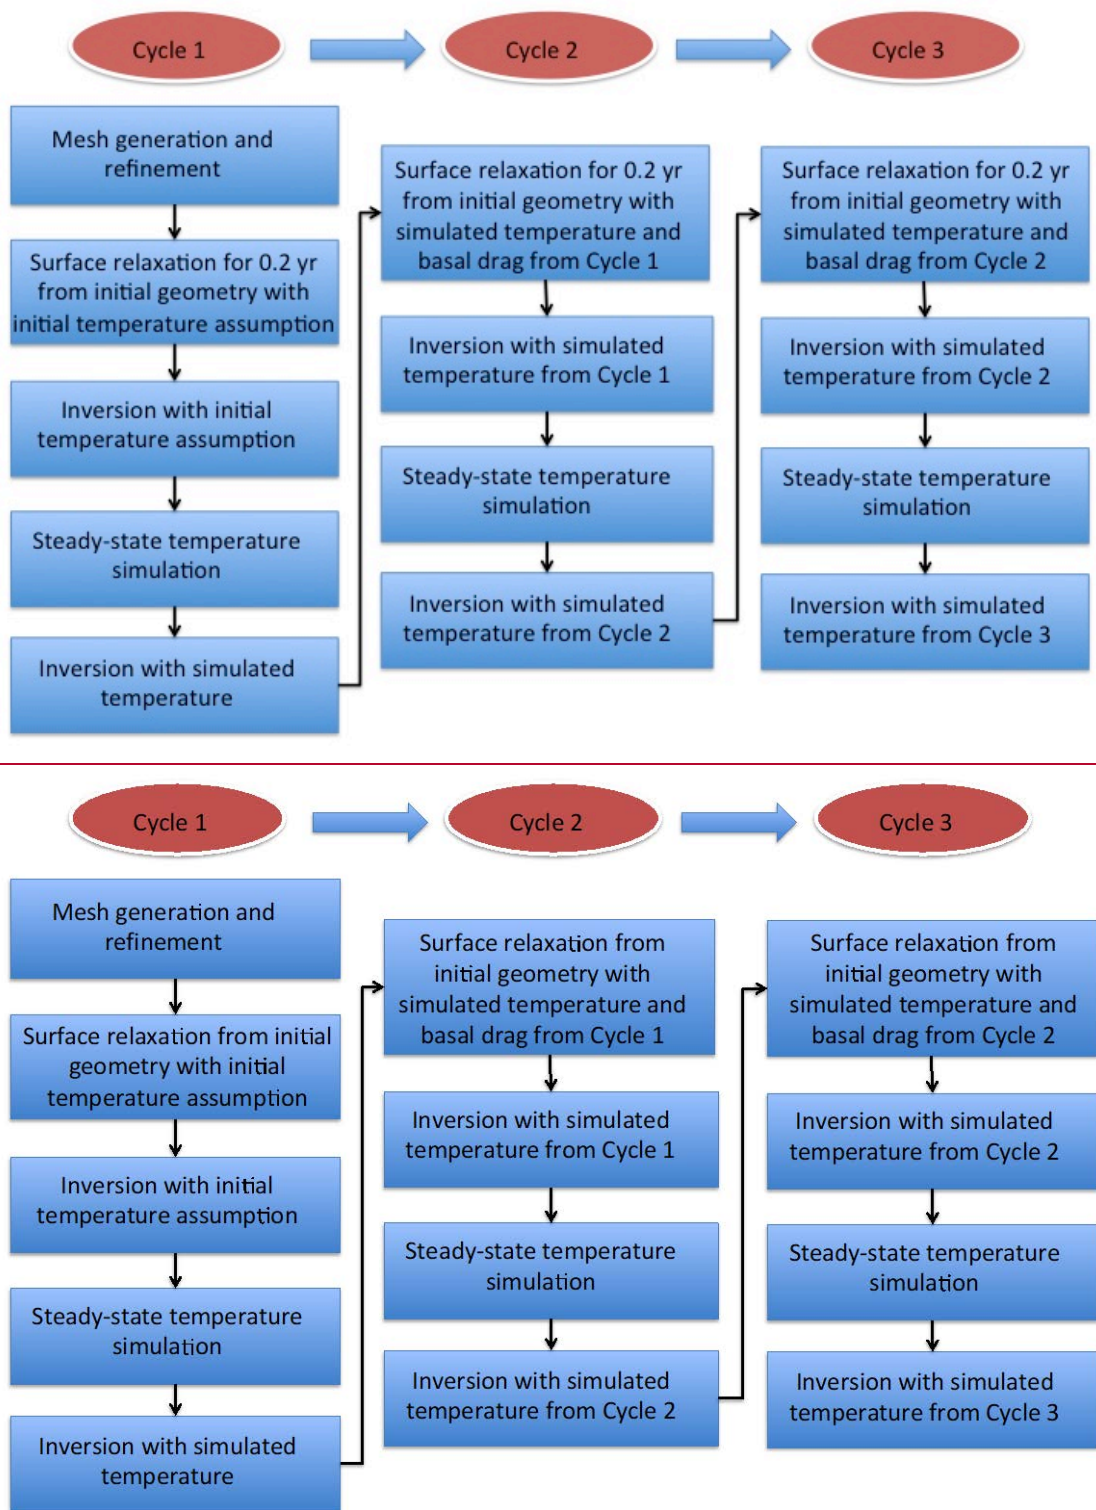 Cycle 1
Cycle 2
Cycle 3
Mesh generation and
refinement
Surface relaxation for 0.2 yr
from initial geometry with
initial temperature assumption
Inversion with initial
temperature assumption
Steady-state temperature
simulation
Inversion with simulated
temperature
Surface relaxation for 0.2 yr
from initial geometry with
simulated temperature and
basal drag from Cycle 1
Inversion with simulated
temperature from Cycle 1
Steady-state temperature
simulation
Inversion with simulated
temperature from Cycle 2
Surface relaxation for 0.2 yr
from initial geometry with
simulated temperature and
basal drag from Cycle 2
Inversion with simulated
temperature from Cycle 2
Steady-state temperature
simulation
Inversion with simulated
temperature from Cycle 3
Cycle 1
Cycle 2
Cycle 3
Mesh generation and
refinement
Surface relaxation from initial
geometry with initial
temperature assumption
Inversion with initial
temperature assumption
Steady-state temperature
simulation
Inversion with simulated
temperature
Surface relaxation from
initial geometry with
simulated temperature and
basal drag from Cycle 1
Inversion with simulated
temperature from Cycle 1
Steady-state temperature
simulation
Inversion with simulated
temperature from Cycle 2
Surface relaxation from
initial geometry with
simulated temperature and
basal drag from Cycle 2
Inversion with simulated
temperature from Cycle 2
Steady-state temperature
simulation
Inversion with simulated
temperature from Cycle 3